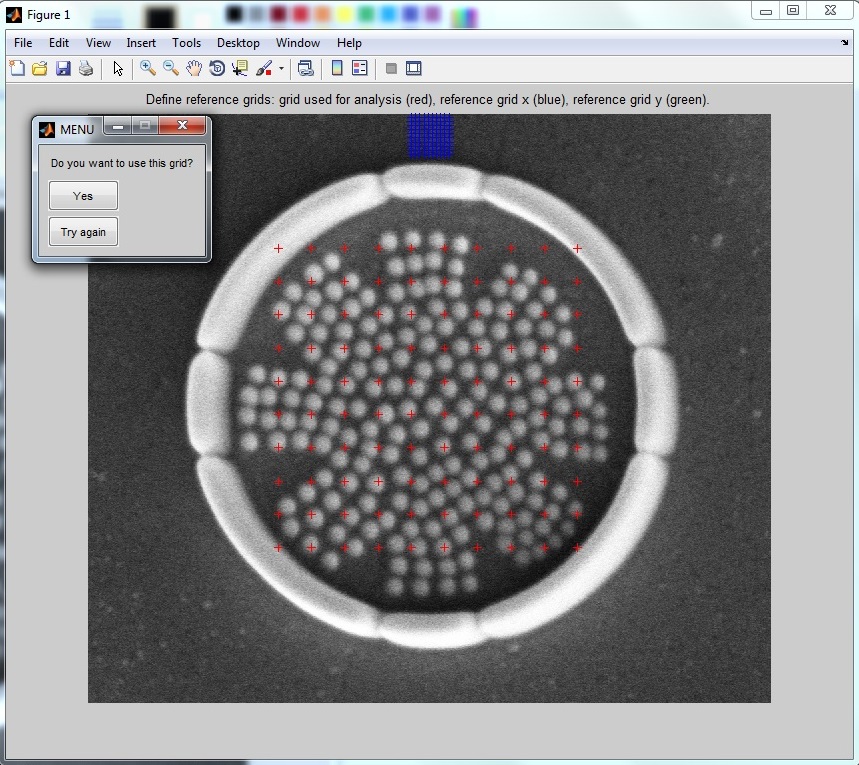 Figure 1
File Edit View Insert Tools Desktop Window Help
Define reference grids: grid used for analysis (red), reference grid x (blue), reference grid y (green).
MENU
Do you want to use this grid?
Yes
Try again